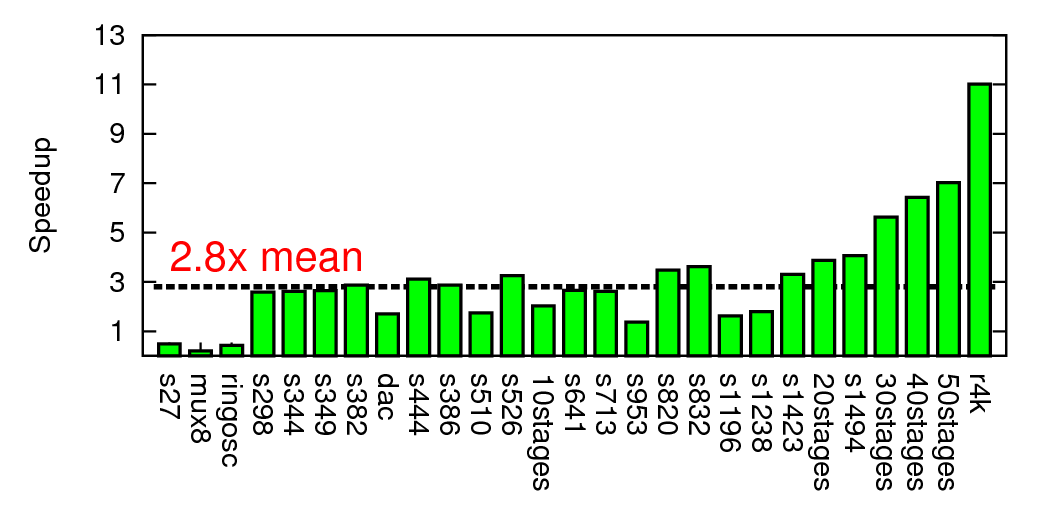 13
11
9
7
5
3
1
Speedup
2.8x mean
s27
mux8
ringosc
s298
s344
s349
s382
dac
s444
s386
s510
s526
10stages
s641
s713
s953
s820
s832
s1196
s1238
s1423
20stages
s1494
30stages
40stages
50stages
r4k